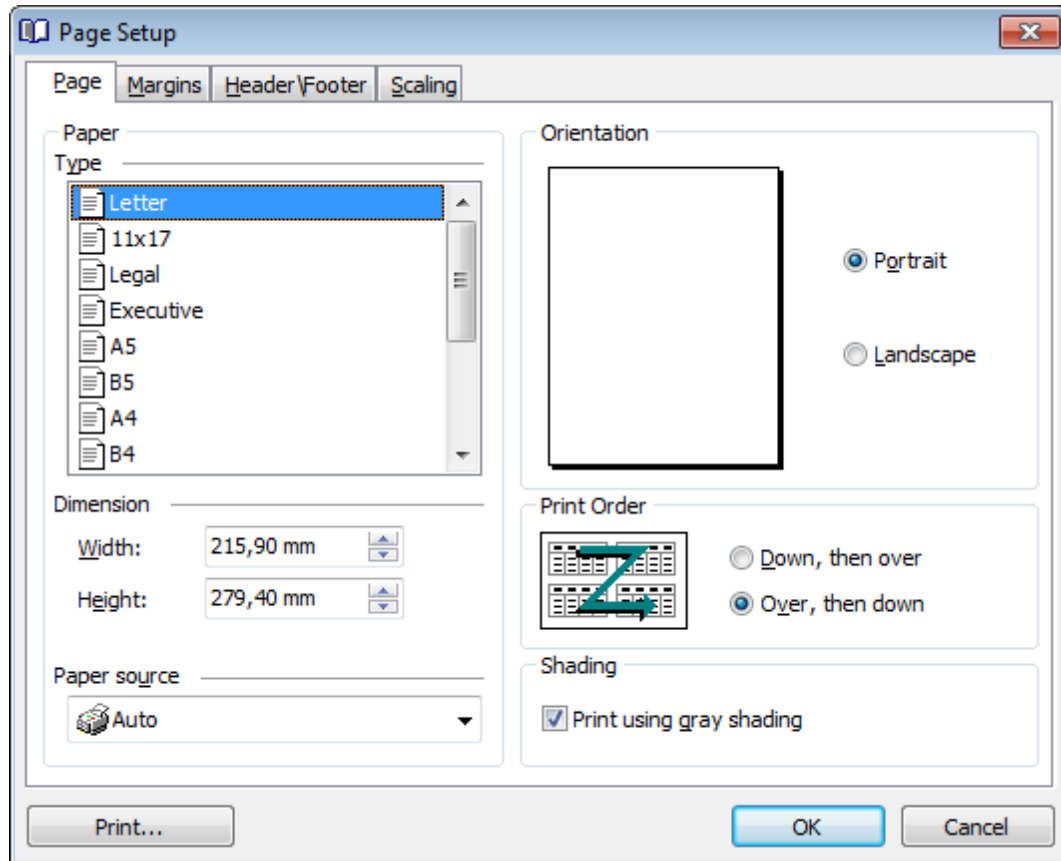 Page Setup
Page Margins Header\Footer Scaling
Paper
Type
Letter
11x17
Legal
Executive
A5
B5
A4
B4
Dimension
Width: 215,90 mm
Height: 279,40 mm
Paper source
Auto
Orientation
Portrait
Landscape
Print Order
Down, then over
Over, then down
Shading
Print using gray shading
Print... OK Cancel